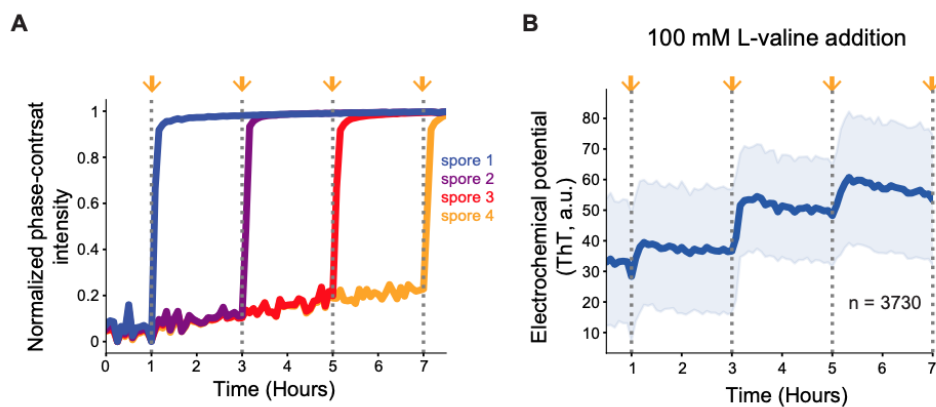 A
B
100 mM L-valine addition
Normalized phase-contrsat
intensity
1
0.8
0.6
0.4
0.2
0
spore 1
spore 2
spore 3
spore 4
0 1 2 3 4 5 6 7
Time (Hours)
Electrochemical potential
(ThT, a.u.)
80
70
60
50
40
30
20
10
n = 3730
1 2 3 4 5 6 7
Time (Hours)